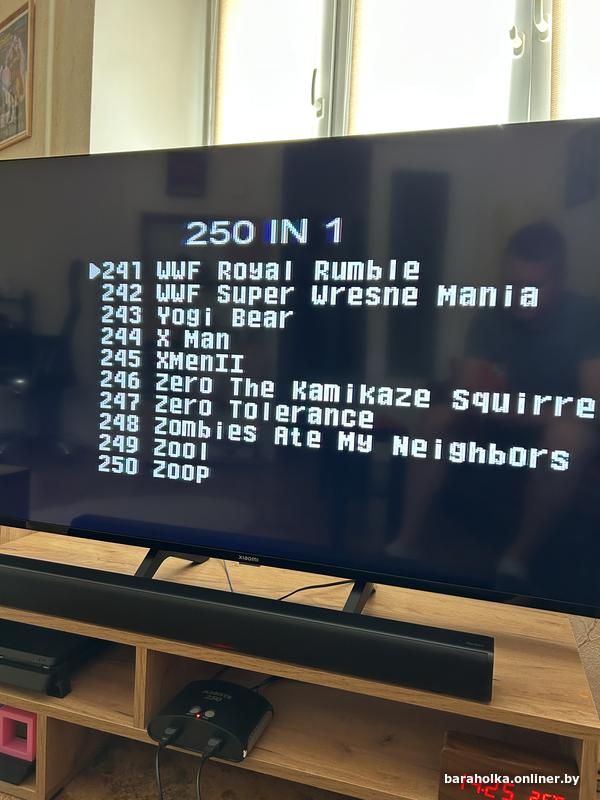 250 IN 1
241 WWF Royal Rumble
242 WWF Super Wresne Mania
243 Yogi Bear
244 X Man
245 XMenII
246 Zero The Kamikaze Squirre
247 Zero Tolerance
248 Zombies Ate My Neighbors
249 Zool
250 Zoop
xiaomi
250
baraholka.onliner.by